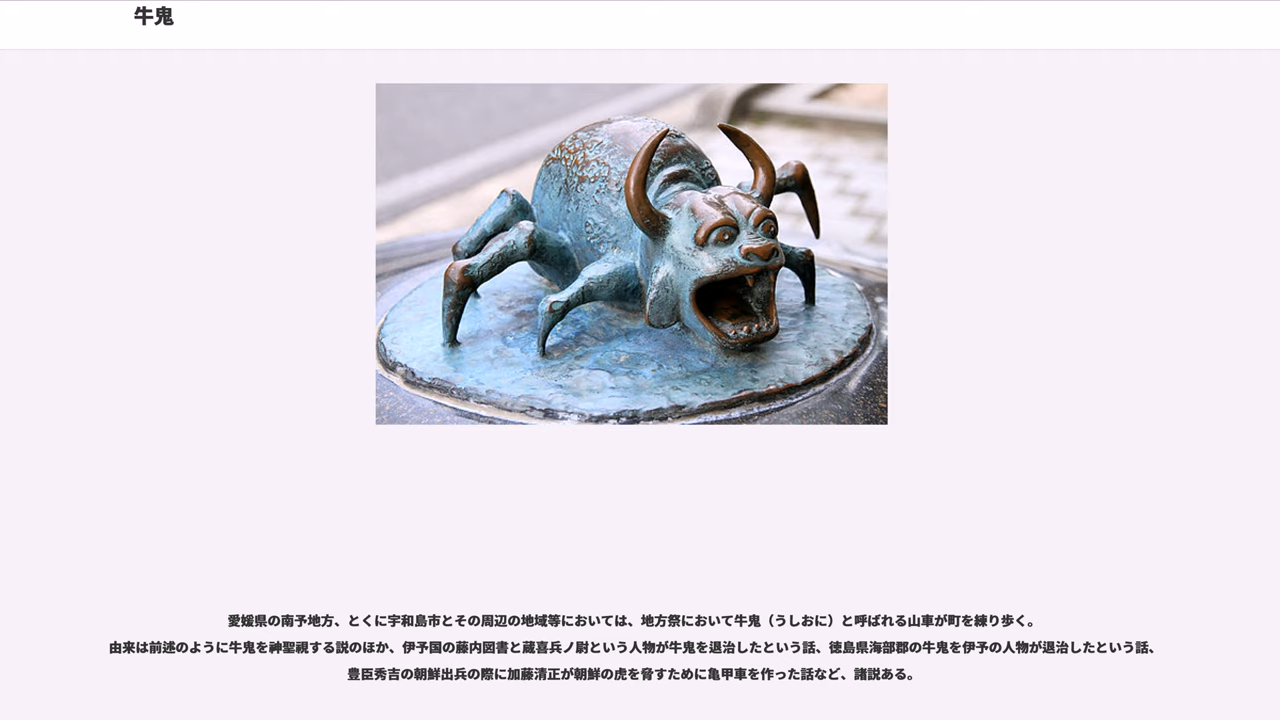 牛鬼
愛媛県の南予地方、とくに宇和島市とその周辺の地域等においては、地方祭において牛鬼（うしおに）と呼ばれる山車が町を練り歩く。
由来は前述のように牛鬼を神聖視する説のほか、伊予国の藤内図書と蔵喜兵ノ尉という人物が牛鬼を退治したという話、徳島県海部郡の牛鬼を伊予の人物が退治したという話、
豊臣秀吉の朝鮮出兵の際に加藤清正が朝鮮の虎を脅すために亀甲車を作った話など、諸説ある。